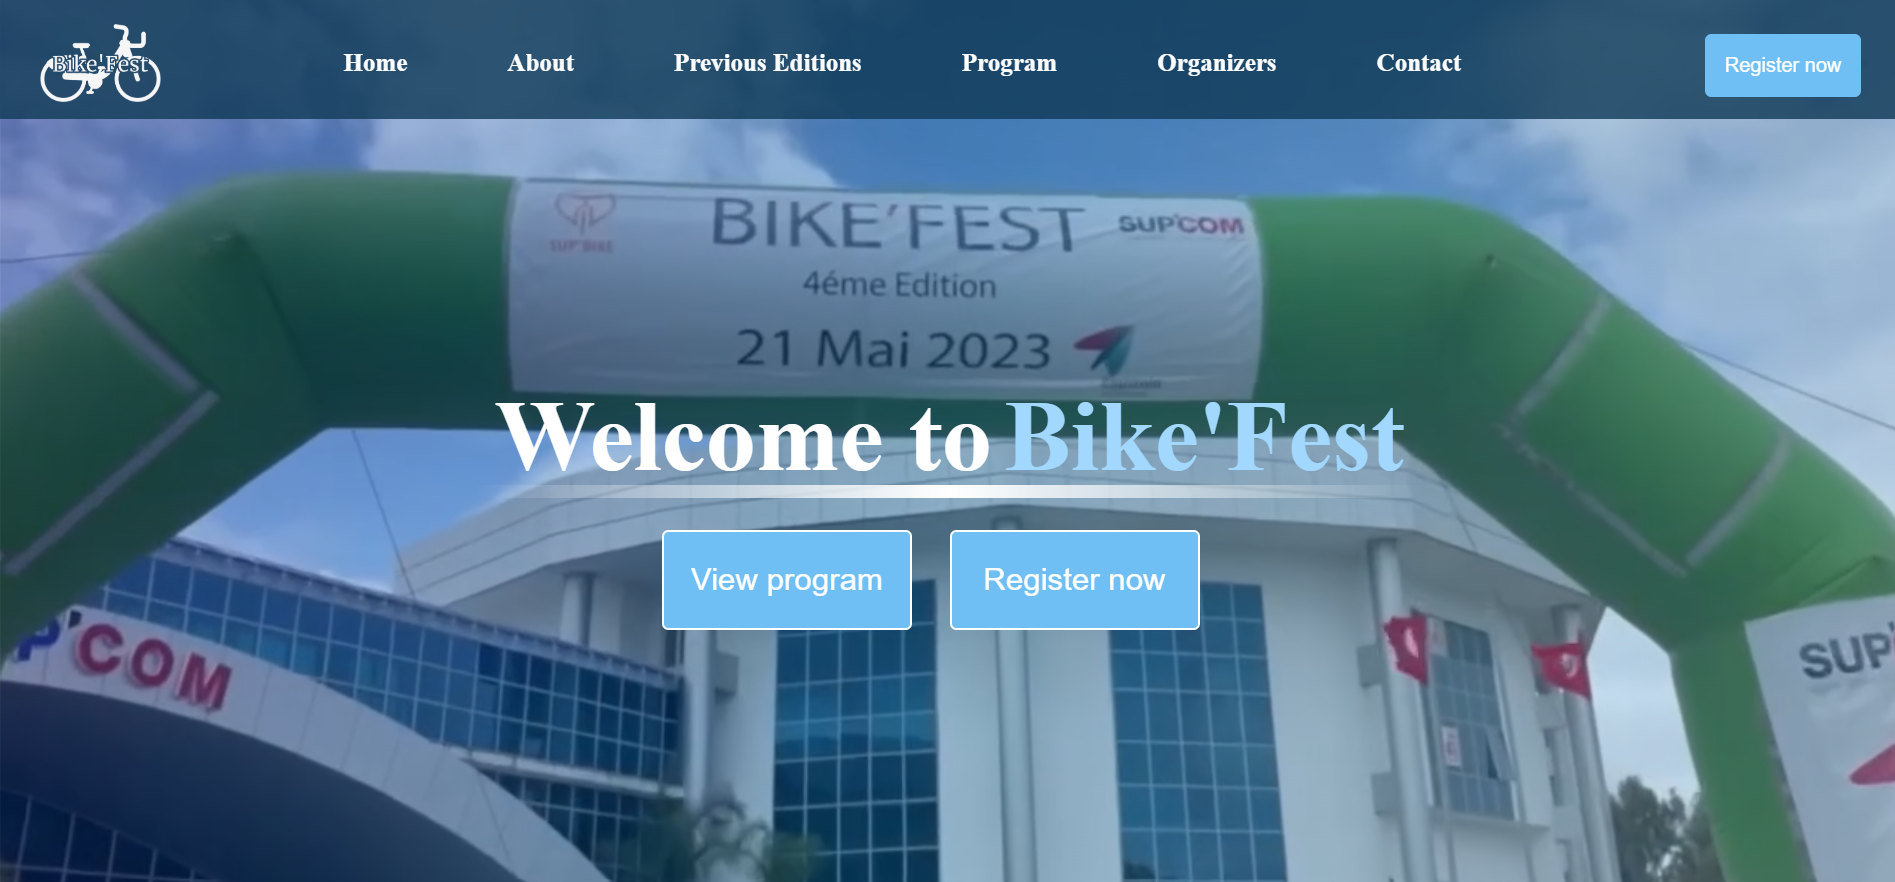 Bike'Fest
Home About Previous Editions Program Organizers Contact Register now
BIKE'FEST
SUP'BIKE
SUP'COM
4éme Edition
21 Mai 2023
Welcome to Bike'Fest
View program Register now
P'COM
SUP'